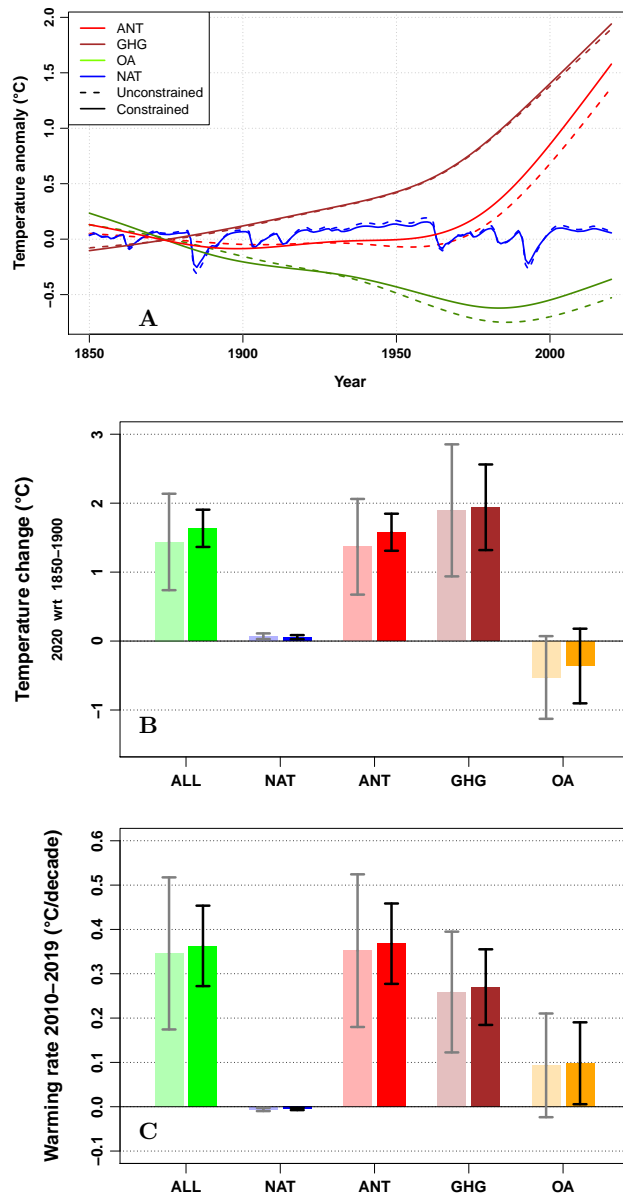 2.0
1.5
1.0
0.5
0.0
−0.5
Temperature anomaly (°C)
ANT
GHG
OA
NAT
Unconstrained
Constrained
A
1850
1900
1950
2000
Year
3
2
1
0
−1
Temperature change (°C)
2020 wrt 1850−1900
B
ALL
NAT
ANT
GHG
OA
0.6
0.5
0.4
0.3
0.2
0.1
0.0
−0.1
Warming rate 2010−2019 (°C/decade)
C
ALL
NAT
ANT
GHG
OA